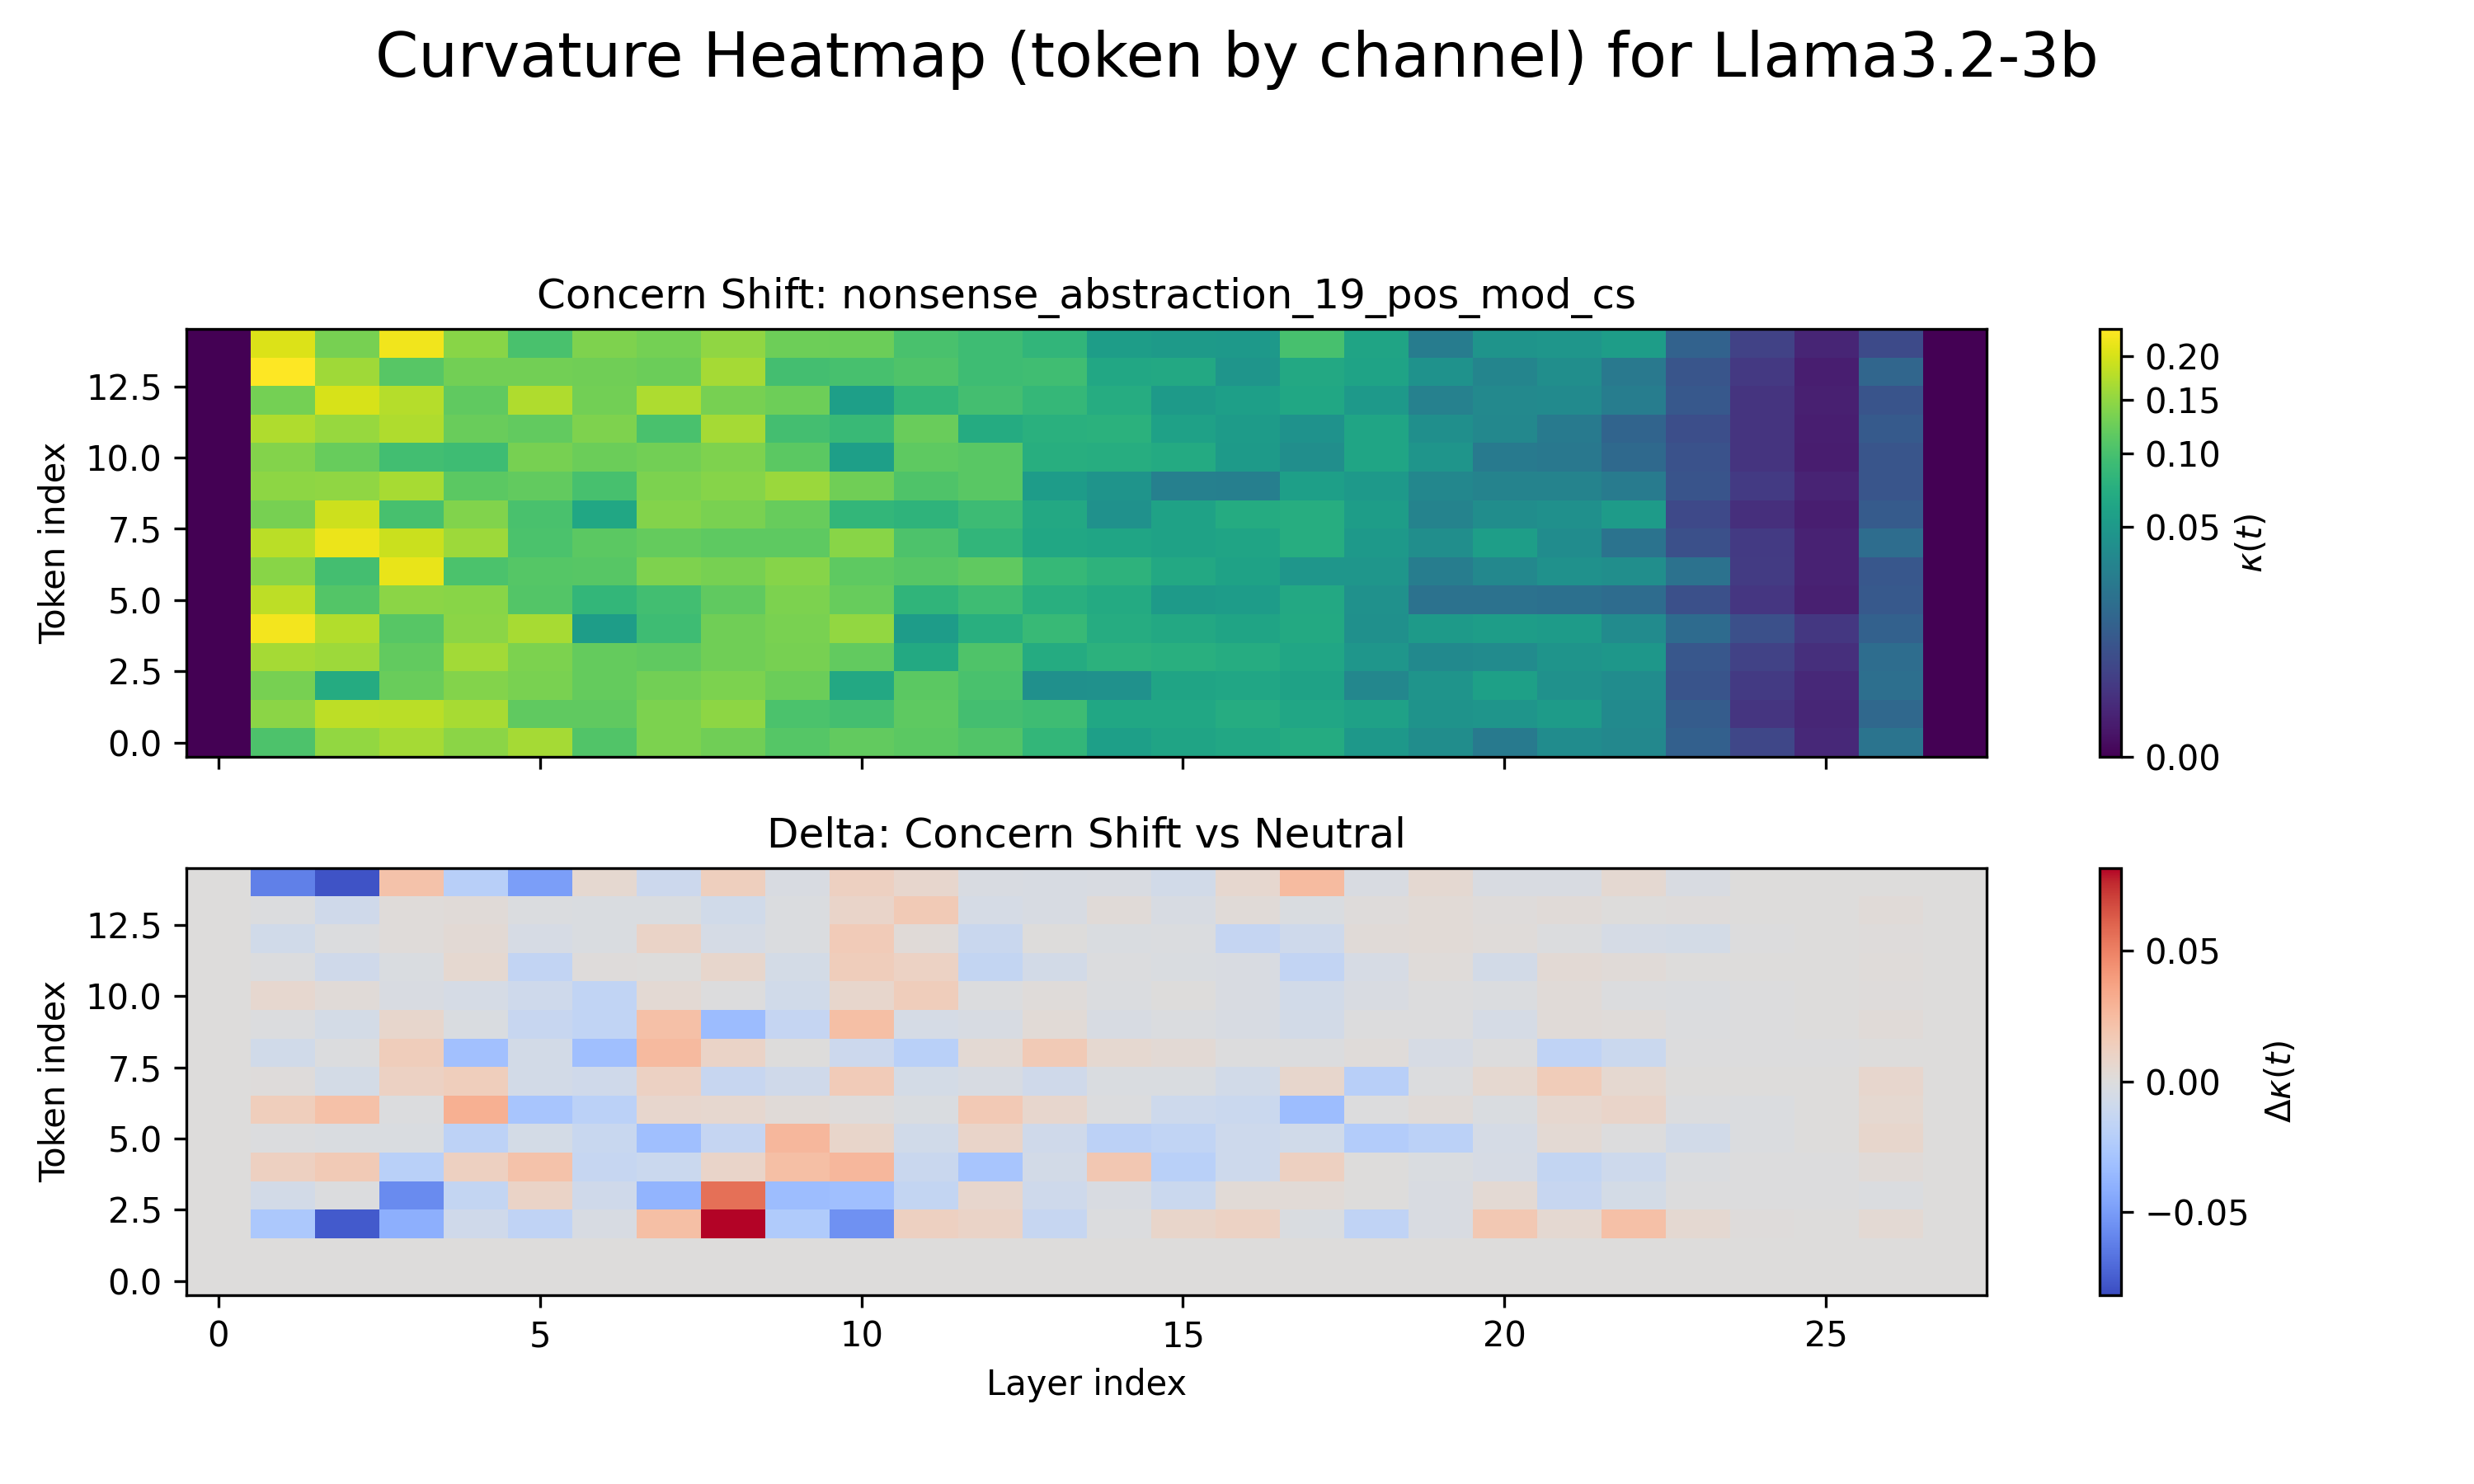 Curvature Heatmap (token by channel) for Llama3.2-3b
Concern Shift: nonsense_abstraction_19_pos_mod_cs
Token index
12.5
10.0
7.5
5.0
2.5
0.0
0.20
0.15
0.10
0.05
0.00
κ(t)
Delta: Concern Shift vs Neutral
Token index
12.5
10.0
7.5
5.0
2.5
0.0
0 5 10 15 20 25
Layer index
0.05
0.00
−0.05
Δκ(t)